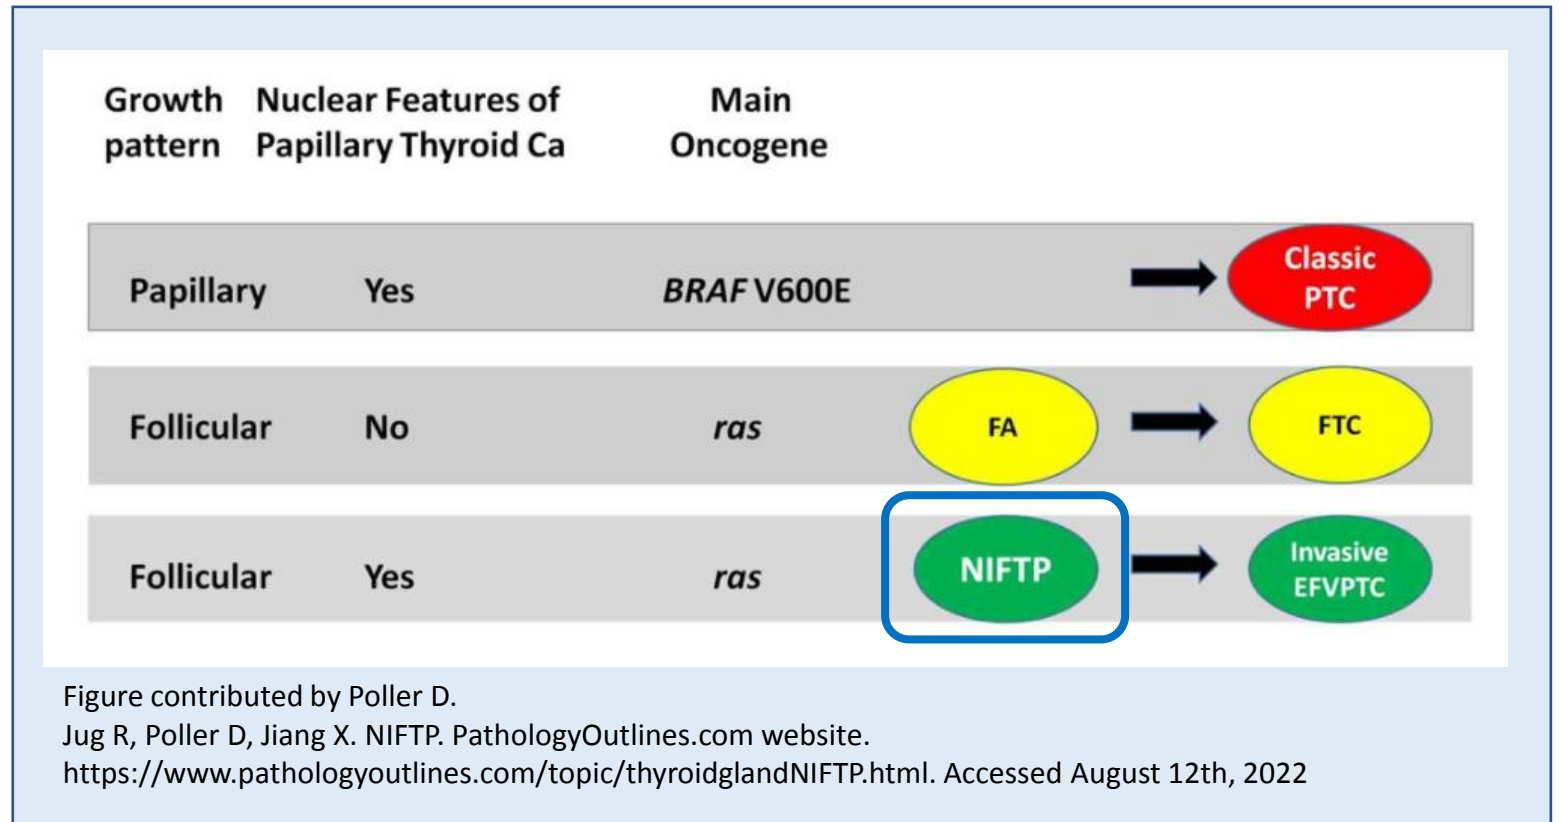 Growth Nuclear Features of Main
pattern Papillary Thyroid Ca Oncogene
Papillary Yes BRAF V600E Classic PTC
Follicular No ras FA FTC
Follicular Yes ras NIFTP Invasive EFVPTC
Figure contributed by Poller D.
Jug R, Poller D, Jiang X. NIFTP. PathologyOutlines.com website.
https://www.pathologyoutlines.com/topic/thyroidglandNIFTP.html. Accessed August 12th, 2022